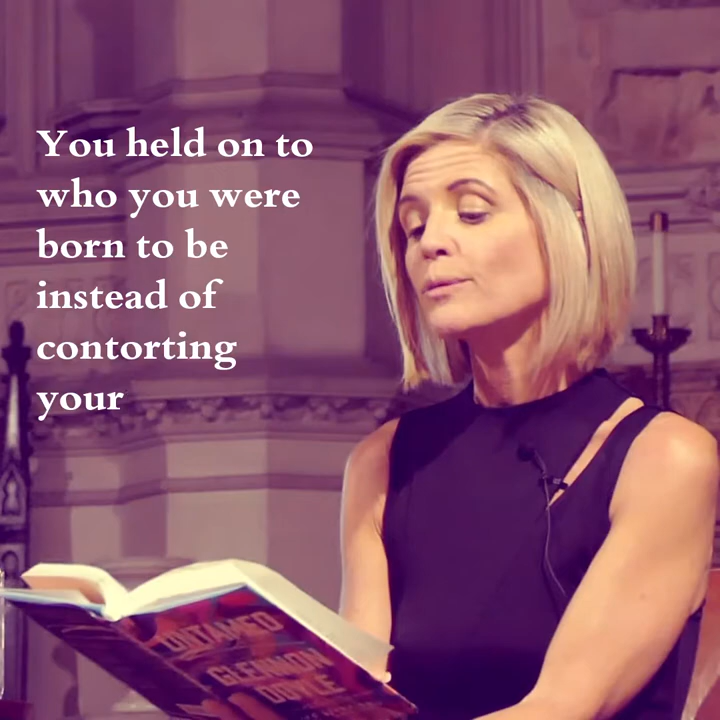 You held on to
who you were
born to be
instead of
contorting
your
UNTAMED
GLENNON
DOYLE